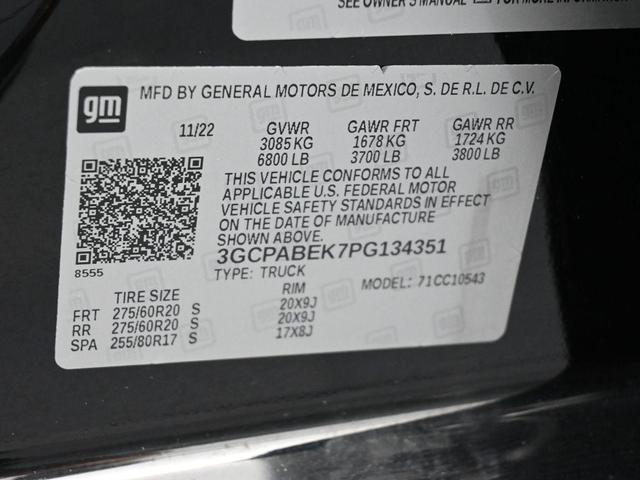 SEE OWNER'S MANUAL FOR MORE INFORMATION
gm
MFD BY GENERAL MOTORS DE MEXICO, S. DE R.L. DE C.V.
11/22 GVWR GAWR FRT GAWR RR
3085 KG 1678 KG 1724 KG
6800 LB 3700 LB 3800 LB
THIS VEHICLE CONFORMS TO ALL
APPLICABLE U.S. FEDERAL MOTOR
VEHICLE SAFETY STANDARDS IN EFFECT
ON THE DATE OF MANUFACTURE
SHOWN ABOVE.
8555
3GCPABEK7PG134351
TYPE: TRUCK MODEL: 71CC10543
TIRE SIZE RIM
FRT 275/60R20 S 20X9J
RR 275/60R20 S 20X9J
SPA 255/80R17 S 17X8J